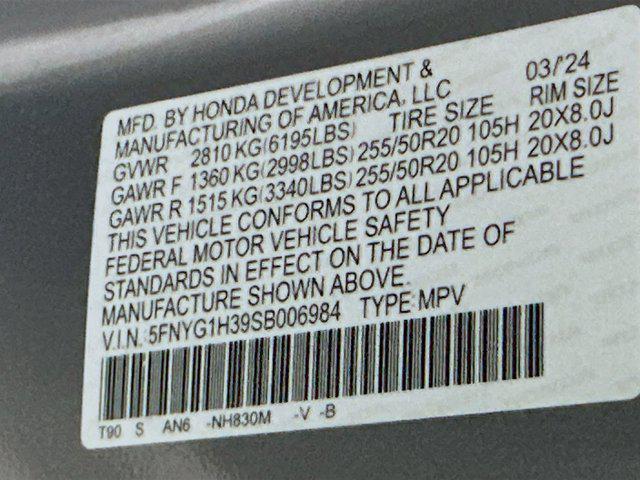 MFD. BY HONDA DEVELOPMENT & 03/'24
MANUFACTURING OF AMERICA, LLC
GVWR 2810 KG(6195LBS) TIRE SIZE RIM SIZE
GAWR F 1360 KG(2998LBS) 255/50R20 105H 20X8.0J
GAWR R 1515 KG(3340LBS) 255/50R20 105H 20X8.0J
THIS VEHICLE CONFORMS TO ALL APPLICABLE
FEDERAL MOTOR VEHICLE SAFETY
STANDARDS IN EFFECT ON THE DATE OF
MANUFACTURE SHOWN ABOVE.
V.I.N.: 5FNYG1H39SB006984 TYPE: MPV
T90 S AN6 -NH830M -V -B